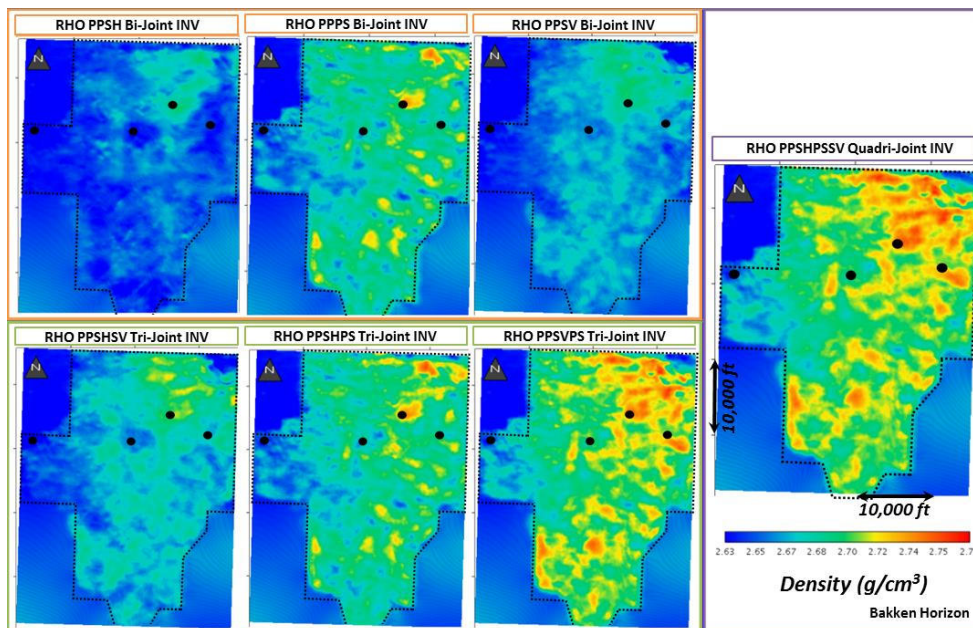 RHO PPSH Bi-Joint INV
RHO PPPS Bi-Joint INV
RHO PPSV Bi-Joint INV
N
N
N
RHO PPSHPSSV Quadri-Joint INV
N
RHO PPSHSV Tri-Joint INV
RHO PPSHPS Tri-Joint INV
RHO PPSVPS Tri-Joint INV
N
N
N
10,000 ft
10,000 ft
2.63 2.65 2.67 2.68 2.70 2.72 2.74 2.75 2.7
Density (g/cm³)
Bakken Horizon